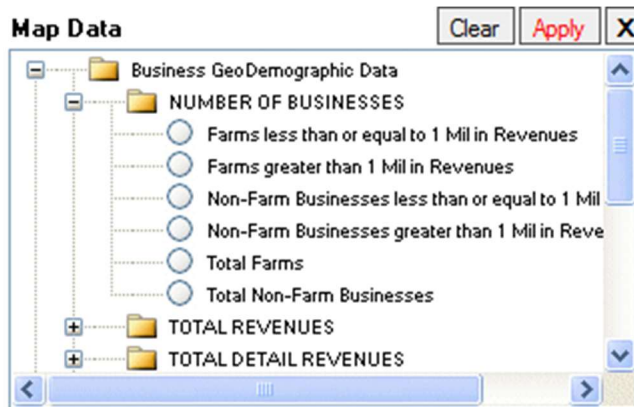 Map Data Clear Apply X
Business GeoDemographic Data
NUMBER OF BUSINESSES
Farms less than or equal to 1 Mil in Revenues
Farms greater than 1 Mil in Revenues
Non-Farm Businesses less than or equal to 1 Mil
Non-Farm Businesses greater than 1 Mil in Reve
Total Farms
Total Non-Farm Businesses
TOTAL REVENUES
TOTAL DETAIL REVENUES